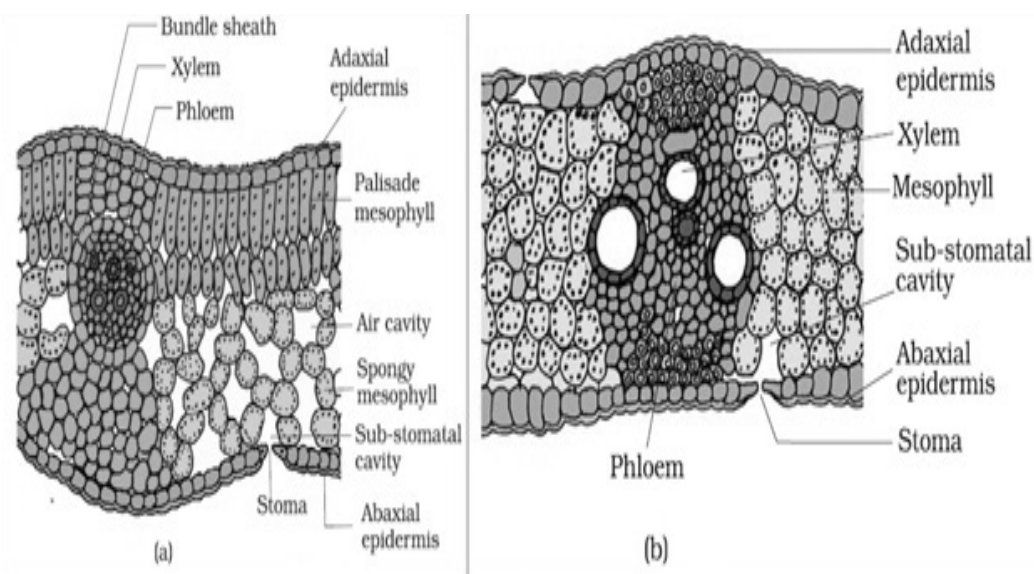 Bundle sheath
Xylem
Phloem
Adaxial
epidermis
Palisade
mesophyll
Air cavity
Spongy
mesophyll
Sub-stomatal
cavity
Stoma
Abaxial
epidermis
(a)
Adaxial
epidermis
Xylem
Mesophyll
Sub-stomatal
cavity
Abaxial
epidermis
Stoma
Phloem
(b)